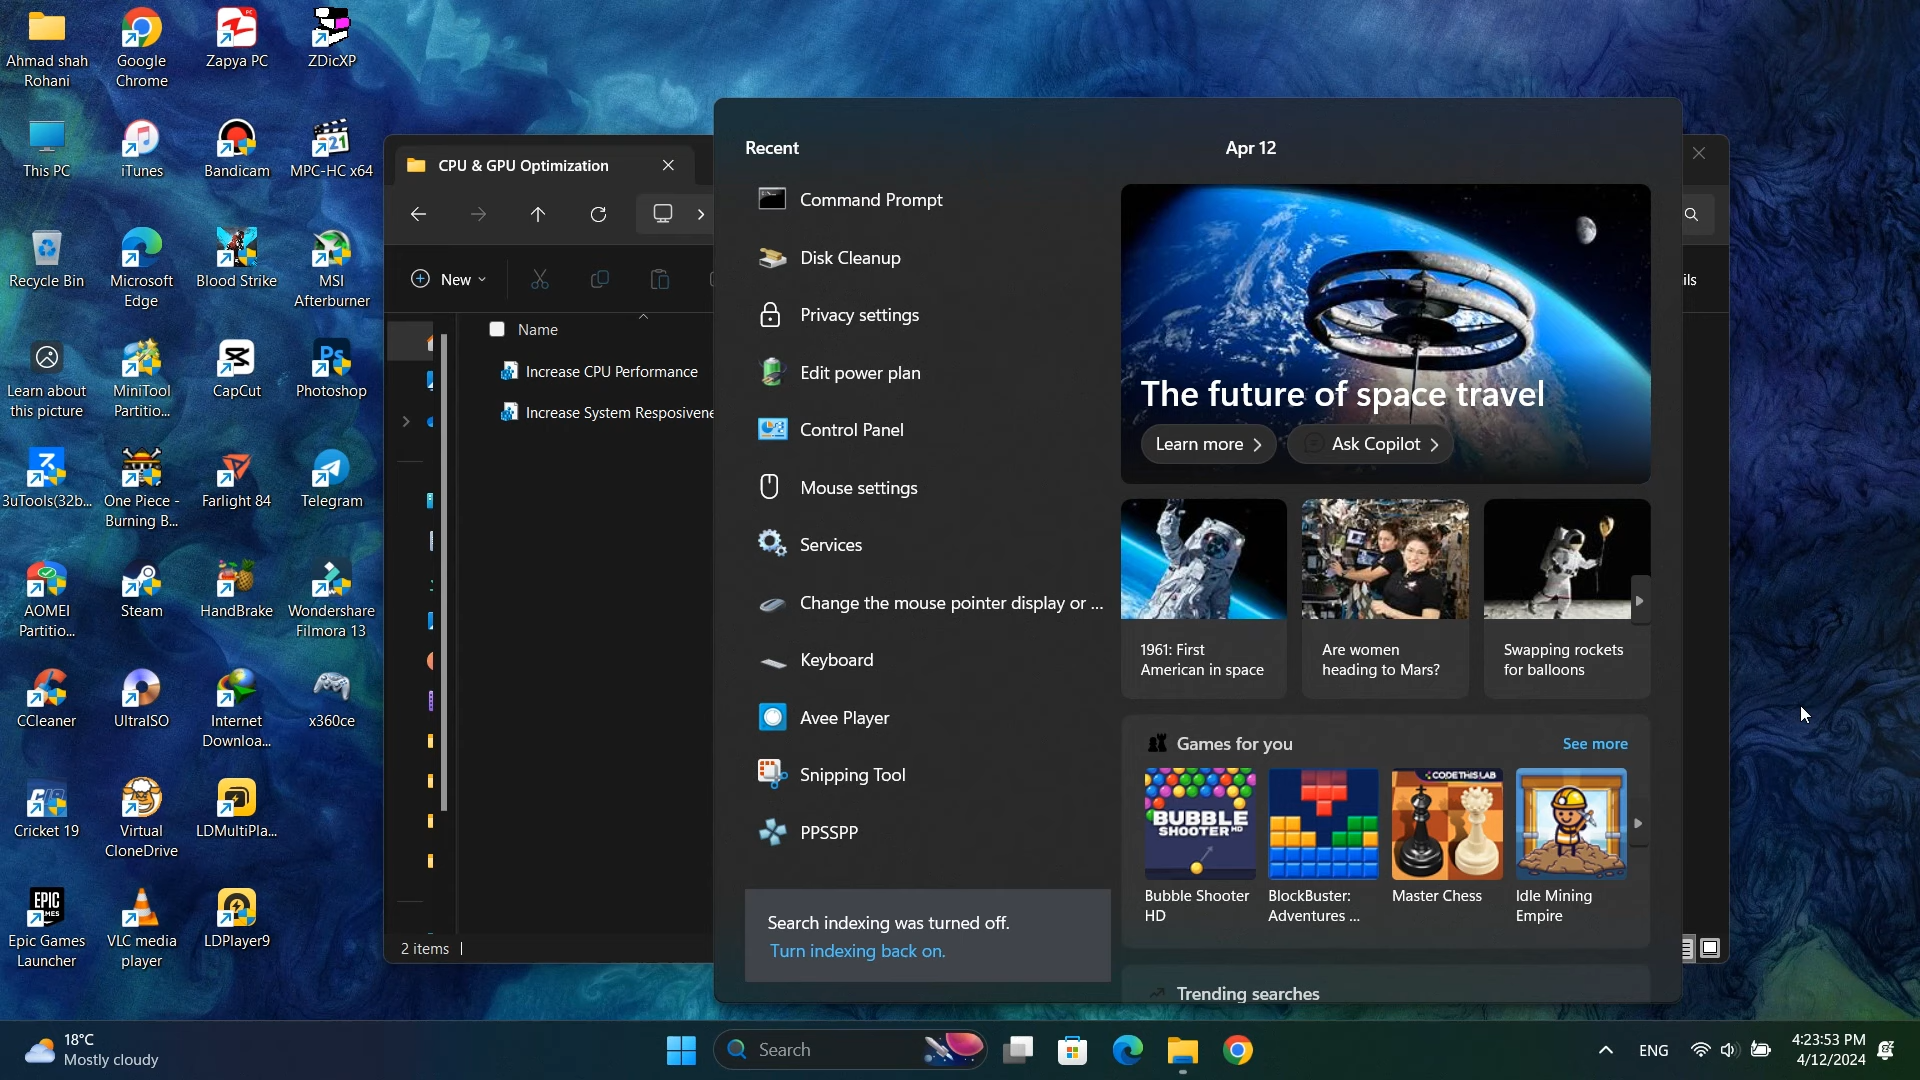 Ahmad shah
Rohani
Google
Chrome
Zapya PC
ZDicXP
This PC
iTunes
Bandicam
MPC-HC x64
Recycle Bin
Microsoft
Edge
Blood Strike
MSI
Afterburner
Learn about
this picture
MiniTool
Partitio...
CapCut
Photoshop
3uTools(32b...
One Piece -
Burning B...
Farlight 84
Telegram
AOMEI
Partitio...
Steam
HandBrake
Wondershare
Filmora 13
CCleaner
UltraISO
Internet
Downloa...
x360ce
Cricket 19
Virtual
CloneDrive
LDMultiPla...
Epic Games
Launcher
VLC media
player
LDPlayer9
CPU & GPU Optimization
New
Name
Increase CPU Performance
Increase System Resposivene
2 items
ils
Recent
Command Prompt
Disk Cleanup
Privacy settings
Edit power plan
Control Panel
Mouse settings
Services
Change the mouse pointer display or ...
Keyboard
Avee Player
Snipping Tool
PPSSPP
Search indexing was turned off.
Turn indexing back on.
Apr 12
The future of space travel
Learn more
Ask Copilot
1961: First
American in space
Are women
heading to Mars?
Swapping rockets
for balloons
Games for you
See more
BUBBLE
SHOOTER HD
CODETHISLAB
Bubble Shooter
HD
BlockBuster:
Adventures ...
Master Chess
Idle Mining
Empire
Trending searches
18°C
Mostly cloudy
Search
ENG
4:23:53 PM
4/12/2024